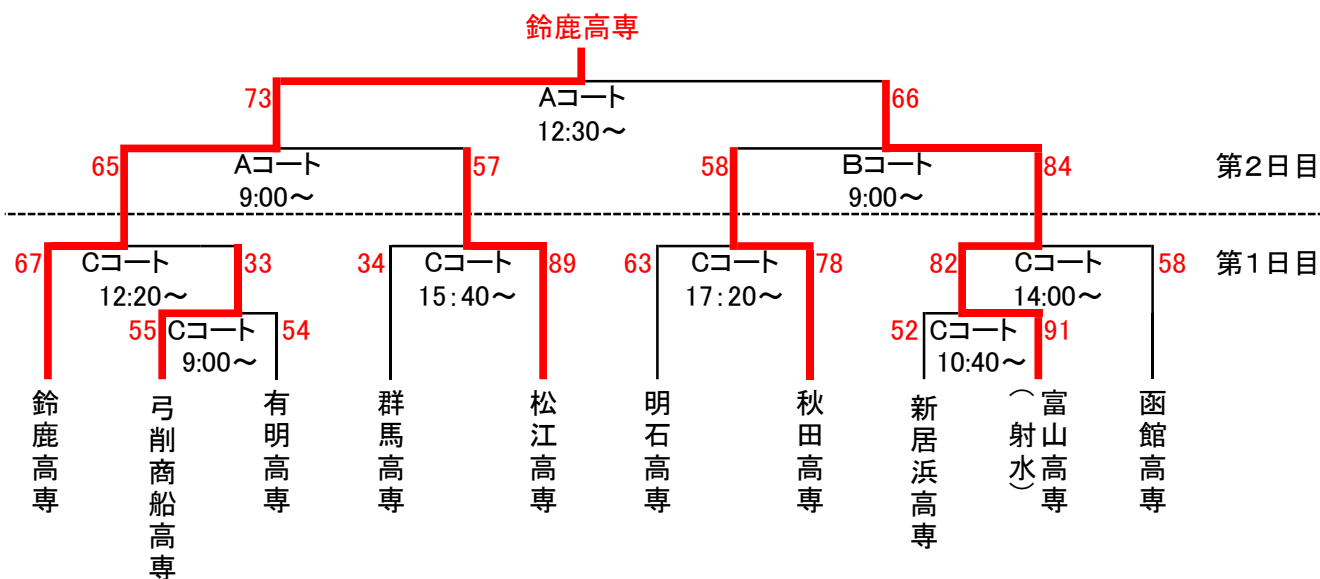 鈴鹿高専
73
Aコート
12:30～
66
65
Aコート
9:00～
57
58
Bコート
9:00～
84
第2日目
67
Cコート
12:20～
33
34
Cコート
15:40～
89
63
Cコート
17:20～
78
82
Cコート
14:00～
58
第1日目
55
Cコート
9:00～
54
52
Cコート
10:40～
91
鈴鹿高専
弓削商船高専
有明高専
群馬高専
松江高専
明石高専
秋田高専
新居浜高専
富山高専
（射水）
函館高専